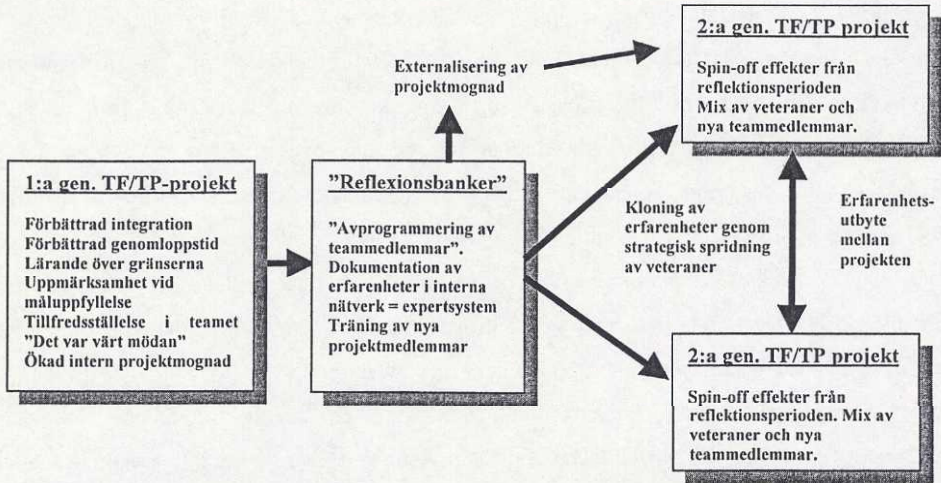 1:a gen. TF/TP-projekt
Förbättrad integration
Förbättrad genomloppstid
Lärande över gränserna
Uppmärksamhet vid
måluppfyllelse
Tillfredsställelse i teamet
"Det var värt mödan"
Ökad intern projektmognad
Externalisering av
projektmognad
"Reflexionsbanker"
"Avprogrammering av
teammedlemmar".
Dokumentation av
erfarenheter i interna
nätverk = expertsystem
Träning av nya
projektmedlemmar
Kloning av
erfarenheter genom
strategisk spridning
av veteraner
2:a gen. TF/TP projekt
Spin-off effekter från
reflektionsperioden
Mix av veteraner och
nya teammedlemmar.
Erfarenhets-
utbyte
mellan
projekten
2:a gen. TF/TP projekt
Spin-off effekter från
reflektionsperioden. Mix av
veteraner och nya
teammedlemmar.